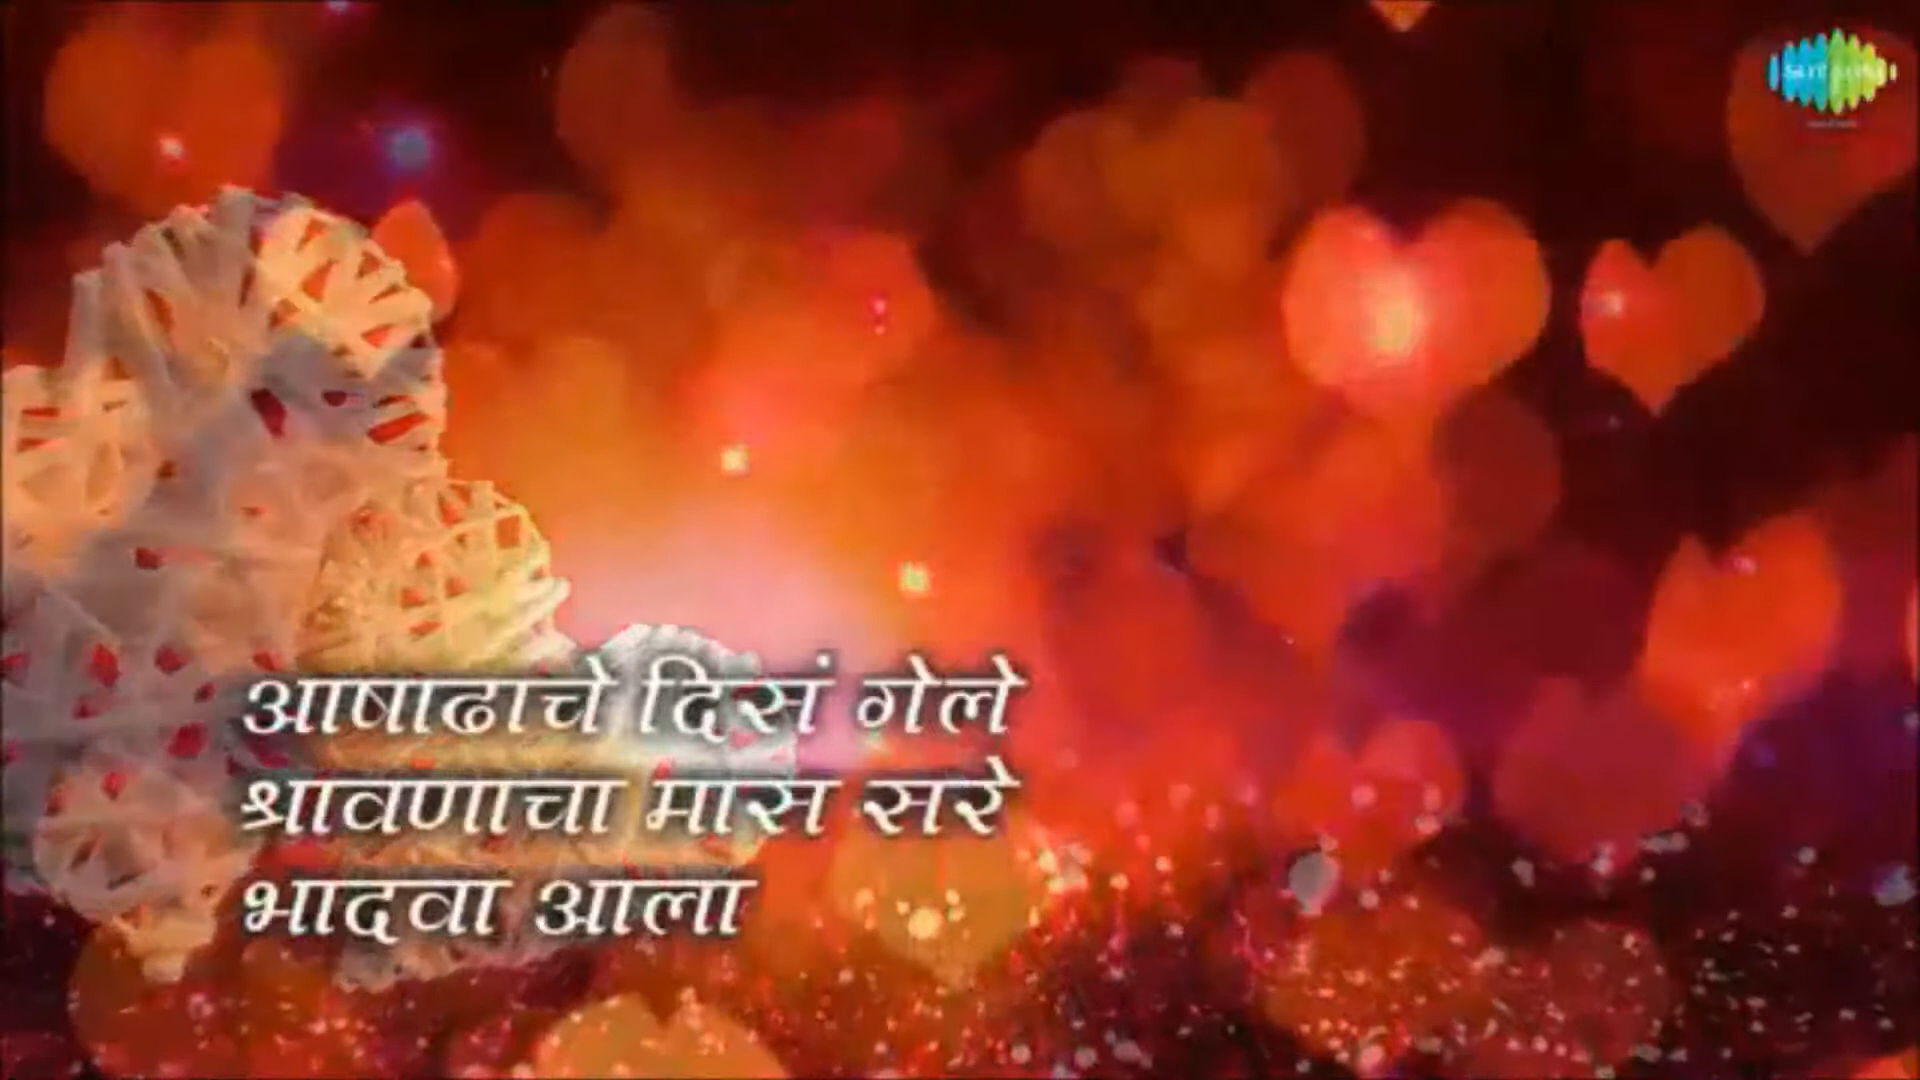 आषाढाचे दिसं गेले
श्रावणाचा मास सरे
भादवा आला